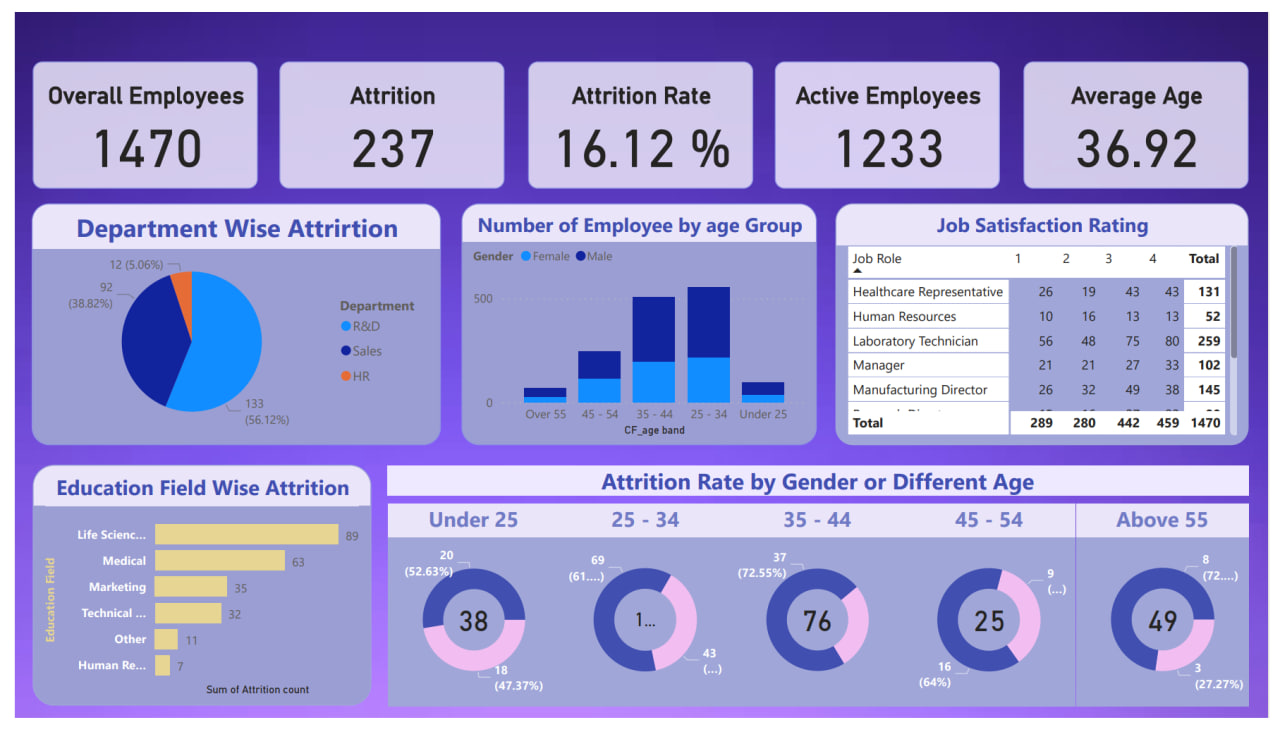 Overall Employees
1470
Attrition
237
Attrition Rate
16.12 %
Active Employees
1233
Average Age
36.92
Department Wise Attrirtion
12 (5.06%)
92
(38.82%)
133
(56.12%)
Department
R&D
Sales
HR
Number of Employee by age Group
Gender Female Male
500
0
Over 55 45 - 54 35 - 44 25 - 34 Under 25
CF_age band
Job Satisfaction Rating
Job Role 1 2 3 4 Total
Healthcare Representative 26 19 43 43 131
Human Resources 10 16 13 13 52
Laboratory Technician 56 48 75 80 259
Manager 21 21 27 33 102
Manufacturing Director 26 32 49 38 145
Total 289 280 442 459 1470
Education Field Wise Attrition
Education Field
Life Scienc... 89
Medical 63
Marketing 35
Technical ... 32
Other 11
Human Re... 7
Sum of Attrition count
Attrition Rate by Gender or Different Age
Under 25
20
(52.63%)
38
18
(47.37%)
25 - 34
69
(61....)
1...
43
(...)
35 - 44
37
(72.55%)
76
45 - 54
9
(...)
25
16
(64%)
Above 55
8
(72....)
49
3
(27.27%)